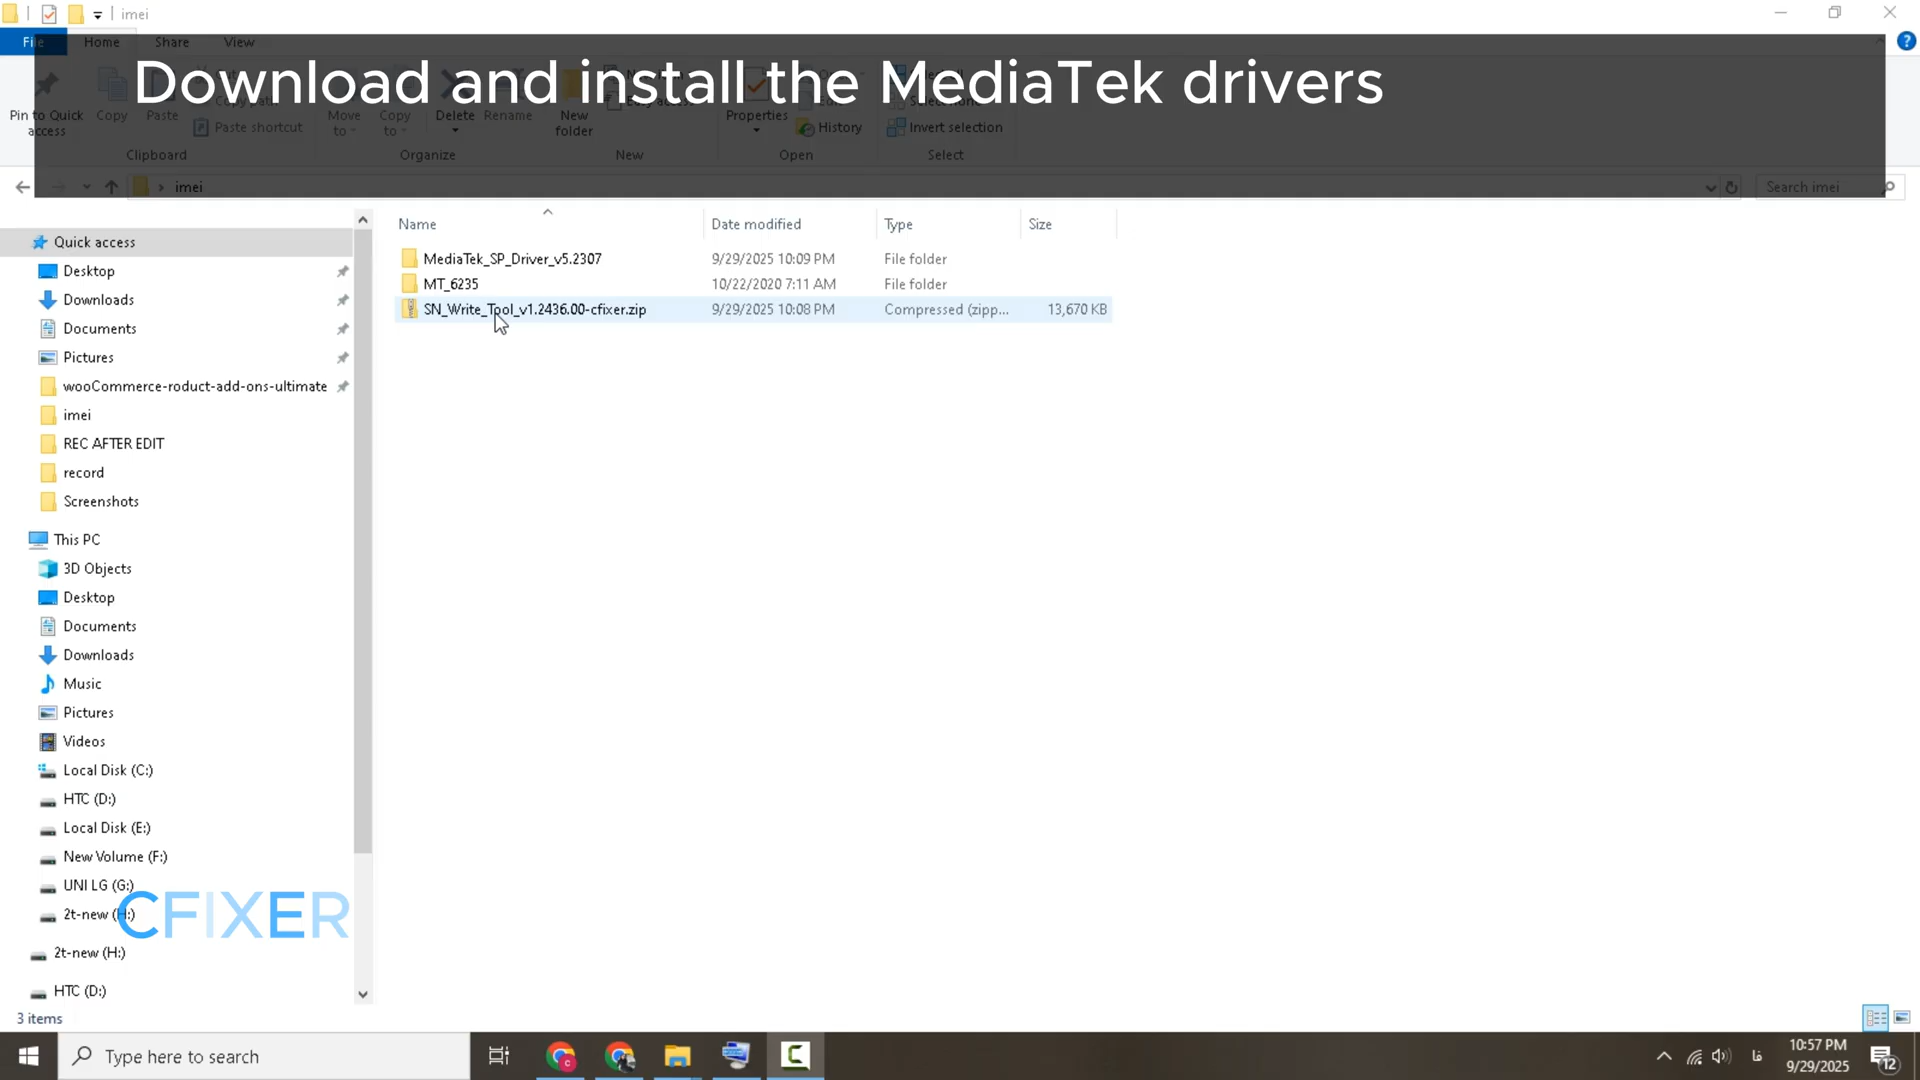 imei
File Home Share View
Download and install the MediaTek drivers
Pin to Quick access
Copy
Paste
Paste shortcut
Move to
Copy to
Delete
Rename
New folder
Properties
History
Invert selection
Clipboard Organize New Open Select
imei
Search imei
Name Date modified Type Size
MediaTek_SP_Driver_v5.2307 9/29/2025 10:09 PM File folder
MT_6235 10/22/2020 7:11 AM File folder
SN_Write_Tool_v1.2436.00-cfixer.zip 9/29/2025 10:08 PM Compressed (zipp... 13,670 KB
Quick access
Desktop
Downloads
Documents
Pictures
wooCommerce-roduct-add-ons-ultimate
imei
REC AFTER EDIT
record
Screenshots
This PC
3D Objects
Desktop
Documents
Downloads
Music
Pictures
Videos
Local Disk (C:)
HTC (D:)
Local Disk (E:)
New Volume (F:)
UNI LG (G:)
2t-new (H:)
CFIXER
2t-new (H:)
HTC (D:)
3 items
Type here to search
فا
10:57 PM
9/29/2025
12